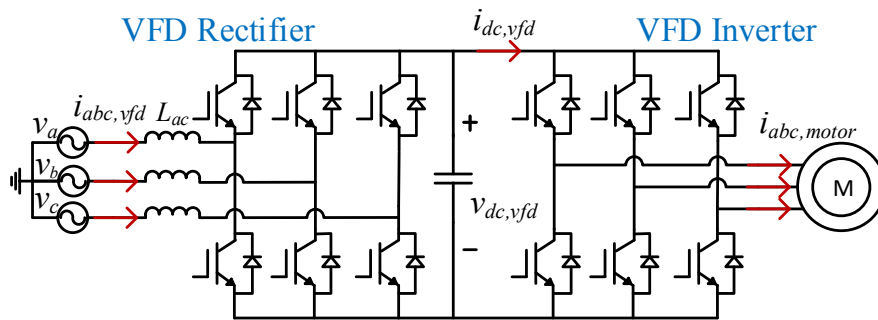 VFD Rectifier
i_dc,vfd
VFD Inverter
i_abc,vfd
L_ac
v_a
v_b
v_c
+
v_dc,vfd
−
i_abc,motor
M